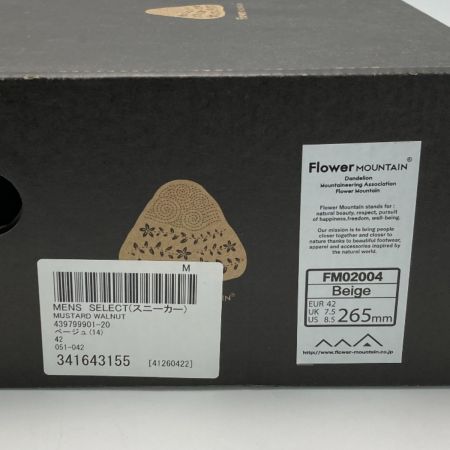 M
MENS SELECT(スニーカー)
MUSTARD WALNUT
439799901-20
ベージュ(14)
42
051-042
341643155 [41260422]
Flower MOUNTAIN®
Dandelion
Mountaineering Association
Flower Mountain
Flower Mountain stands for :
natural beauty, respect, pursuit
of happiness,freedom, well-being.
Our mission is to bring people
closer together and closer to
nature thanks to beautiful footwear,
apparel and accessories inspired by
the natural world.
FM02004
Beige
EUR 42
UK 7.5
US 8.5
265mm
http://www.flower-mountain.co.jp